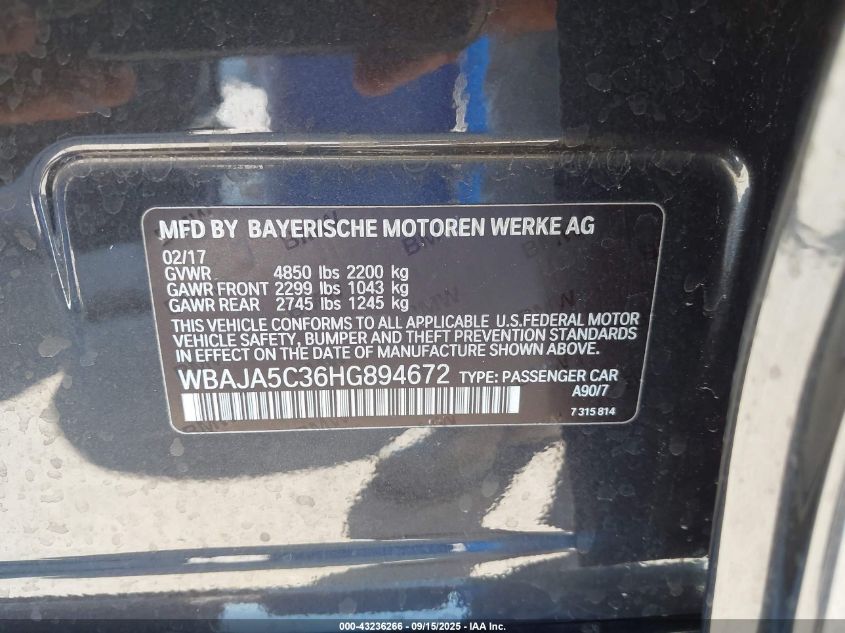 MFD BY BAYERISCHE MOTOREN WERKE AG
02/17
GVWR 4850 lbs 2200 kg
GAWR FRONT 2299 lbs 1043 kg
GAWR REAR 2745 lbs 1245 kg
THIS VEHICLE CONFORMS TO ALL APPLICABLE U.S.FEDERAL MOTOR
VEHICLE SAFETY, BUMPER AND THEFT PREVENTION STANDARDS
IN EFFECT ON THE DATE OF MANUFACTURE SHOWN ABOVE.
WBAJA5C36HG894672 TYPE: PASSENGER CAR
A90/7
7 315 814
000-43236266 - 09/15/2025 - IAA Inc.